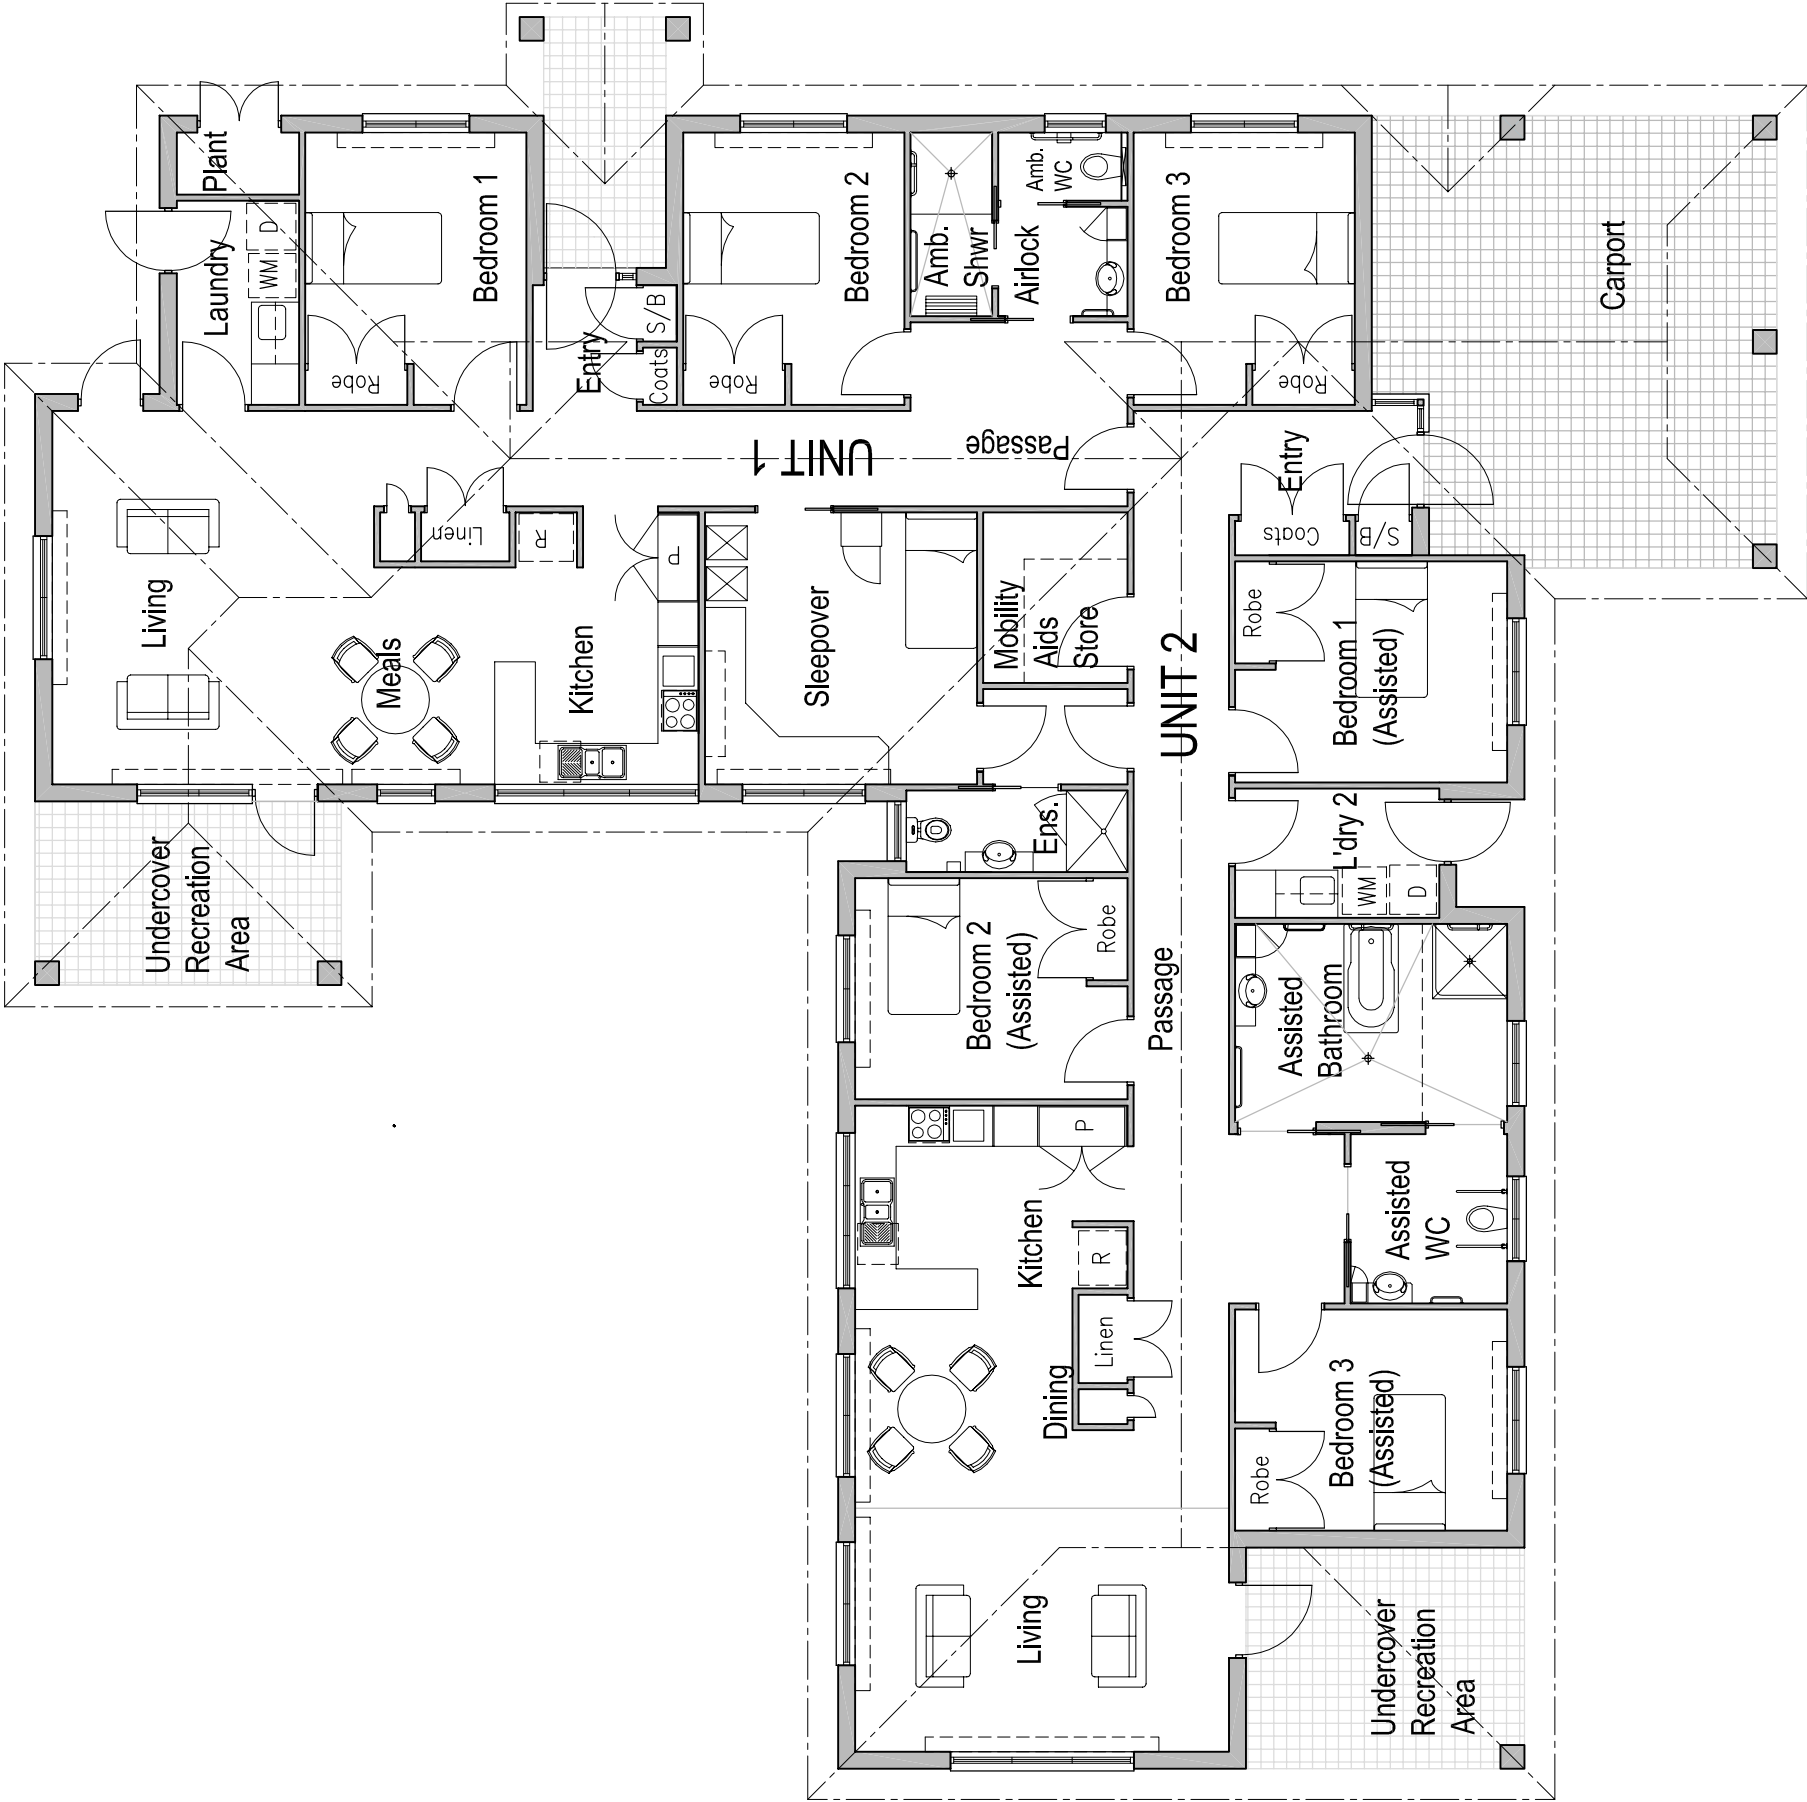 Plant
Laundry
WM
D
Bedroom 1
Robe
Entry
S/B
Coats
Bedroom 2
Robe
Amb.
Shwr
Amb.
WC
Airlock
Bedroom 3
Robe
Carport
UNIT 1
Passage
Living
Linen
R
Meals
Kitchen
P
Sleepover
Mobility
Aids
Store
Entry
Coats
S/B
Undercover
Recreation
Area
UNIT 2
Robe
Bedroom 1
(Assisted)
Ens.
L'dry 2
WM
D
Bedroom 2
(Assisted)
Robe
Passage
Assisted
Bathroom
P
Kitchen
R
Linen
Dining
Assisted
WC
Bedroom 3
(Assisted)
Robe
Living
Undercover
Recreation
Area